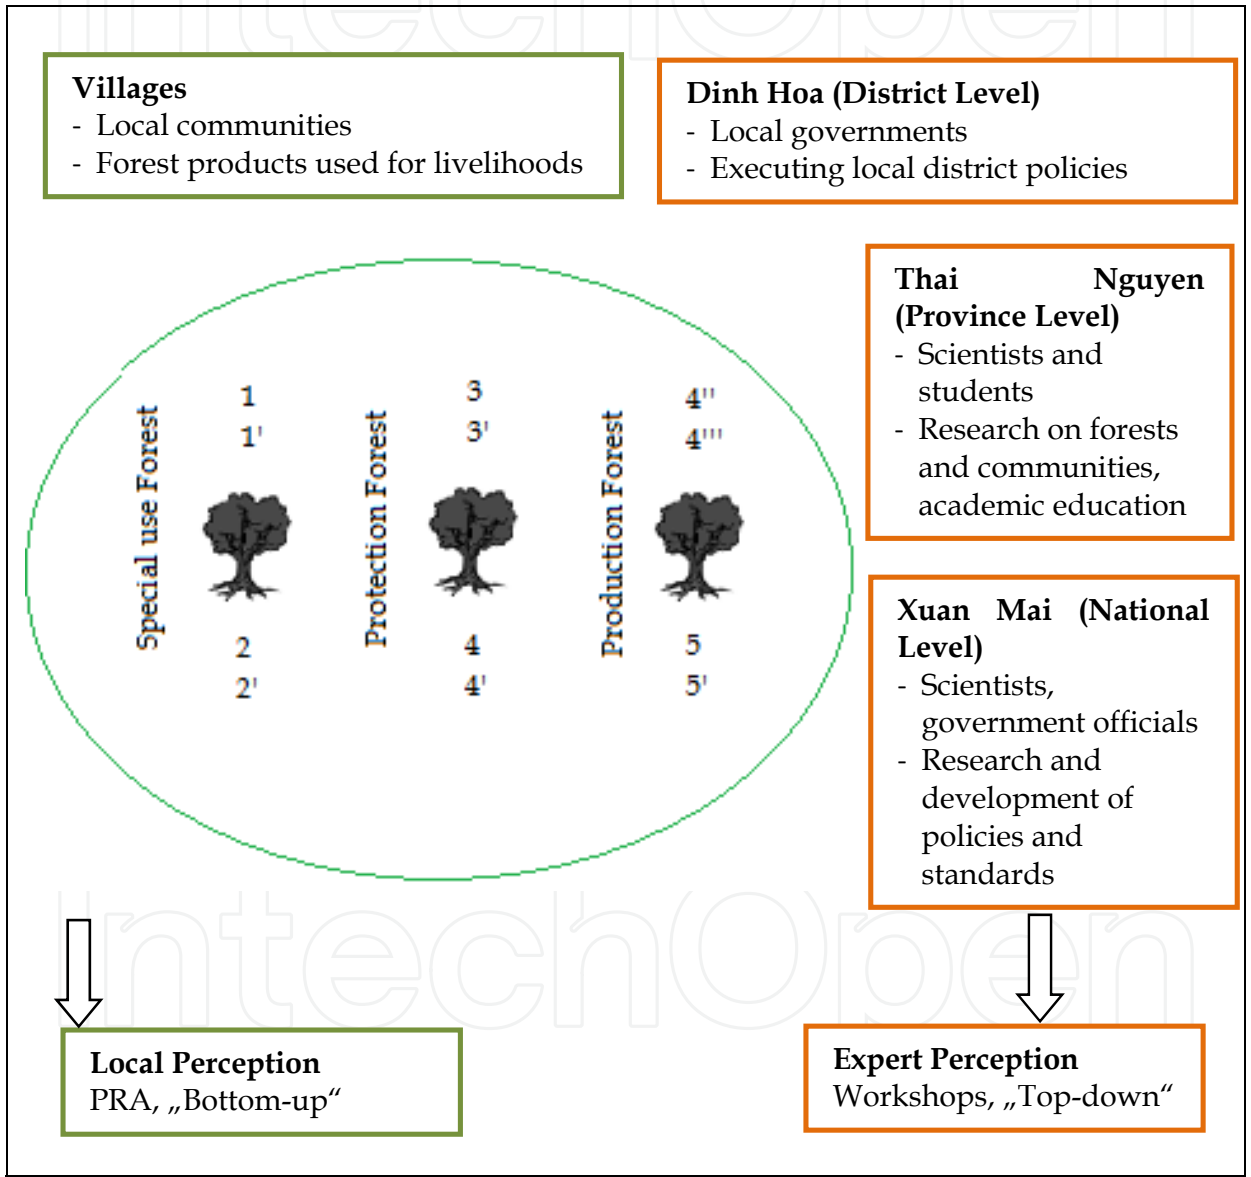 IntechOpen
Villages
- Local communities
- Forest products used for livelihoods
Dinh Hoa (District Level)
- Local governments
- Executing local district policies
Thai Nguyen
(Province Level)
- Scientists and
students
- Research on forests
and communities,
academic education
Special use Forest
1
1'
2
2'
Protection Forest
3
3'
4
4'
Production Forest
4''
4'''
5
5'
Xuan Mai (National
Level)
- Scientists,
government officials
- Research and
development of
policies and
standards
IntechOpen
Local Perception
PRA, „Bottom-up“
Expert Perception
Workshops, „Top-down“